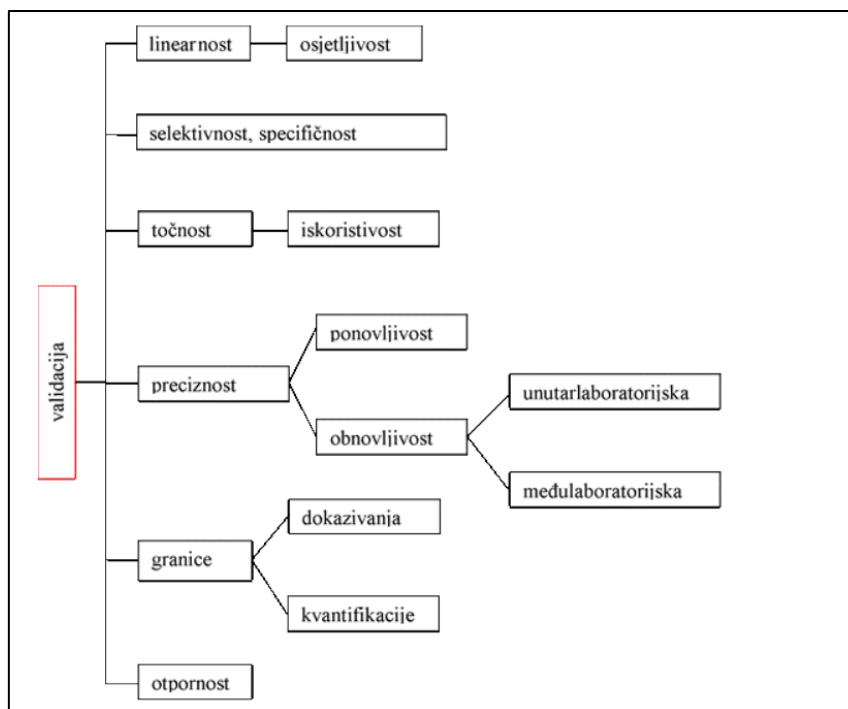 linearnost
osjetljivost
selektivnost, specifičnost
točnost
iskoristivost
validacija
preciznost
ponovljivost
obnovljivost
unutarlaboratorijska
međulaboratorijska
granice
dokazivanja
kvantifikacije
otpornost